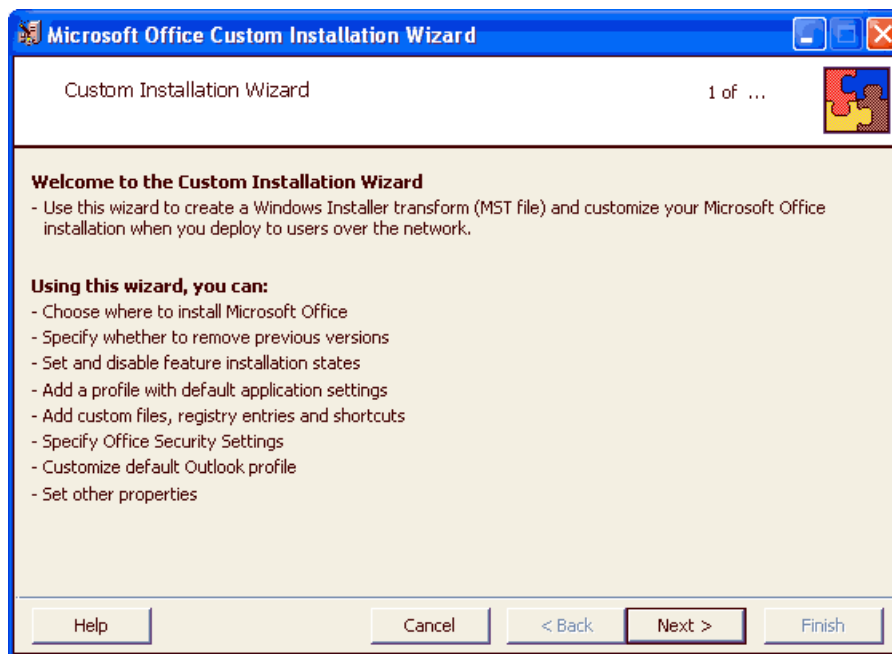 Microsoft Office Custom Installation Wizard
Custom Installation Wizard
1 of ...
Welcome to the Custom Installation Wizard
- Use this wizard to create a Windows Installer transform (MST file) and customize your Microsoft Office
installation when you deploy to users over the network.
Using this wizard, you can:
- Choose where to install Microsoft Office
- Specify whether to remove previous versions
- Set and disable feature installation states
- Add a profile with default application settings
- Add custom files, registry entries and shortcuts
- Specify Office Security Settings
- Customize default Outlook profile
- Set other properties
Help
Cancel
< Back
Next >
Finish